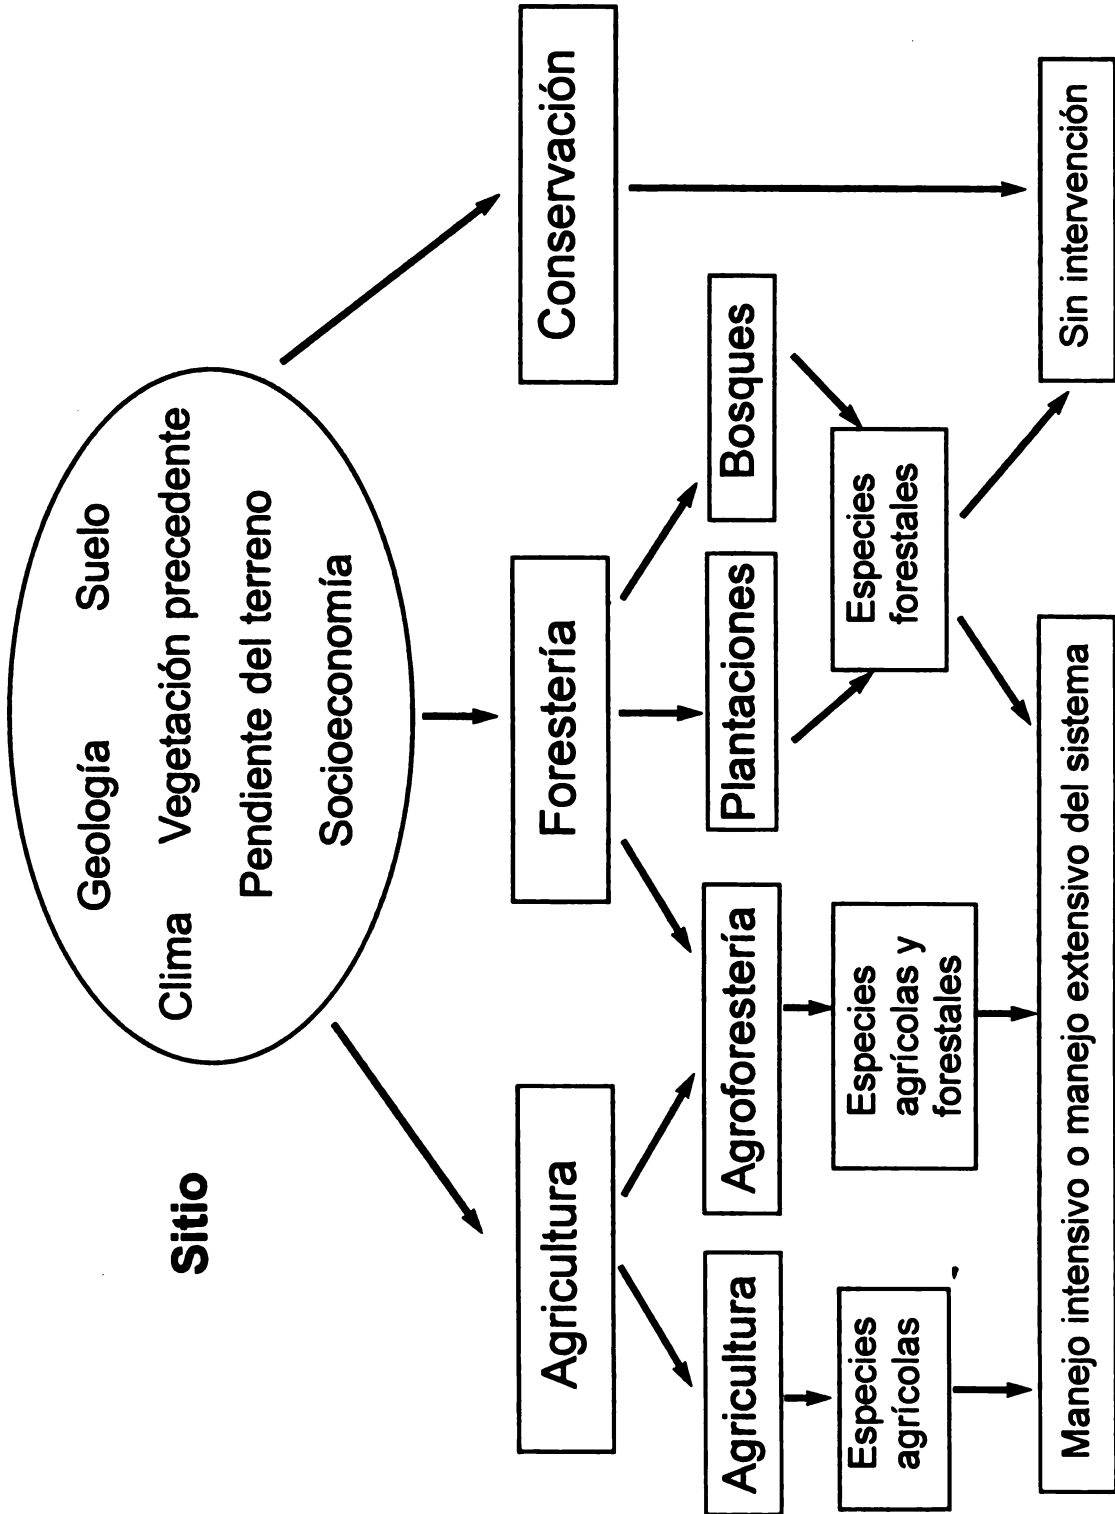 Sitio
Geología Suelo
Clima Vegetación precedente
Pendiente del terreno
Socioeconomía
Agricultura Forestería Conservación
Agricultura Agroforestería Plantaciones Bosques
Especies
agrícolas
Especies
agrícolas y
forestales
Especies
forestales
Manejo intensivo o manejo extensivo del sistema
Sin intervención